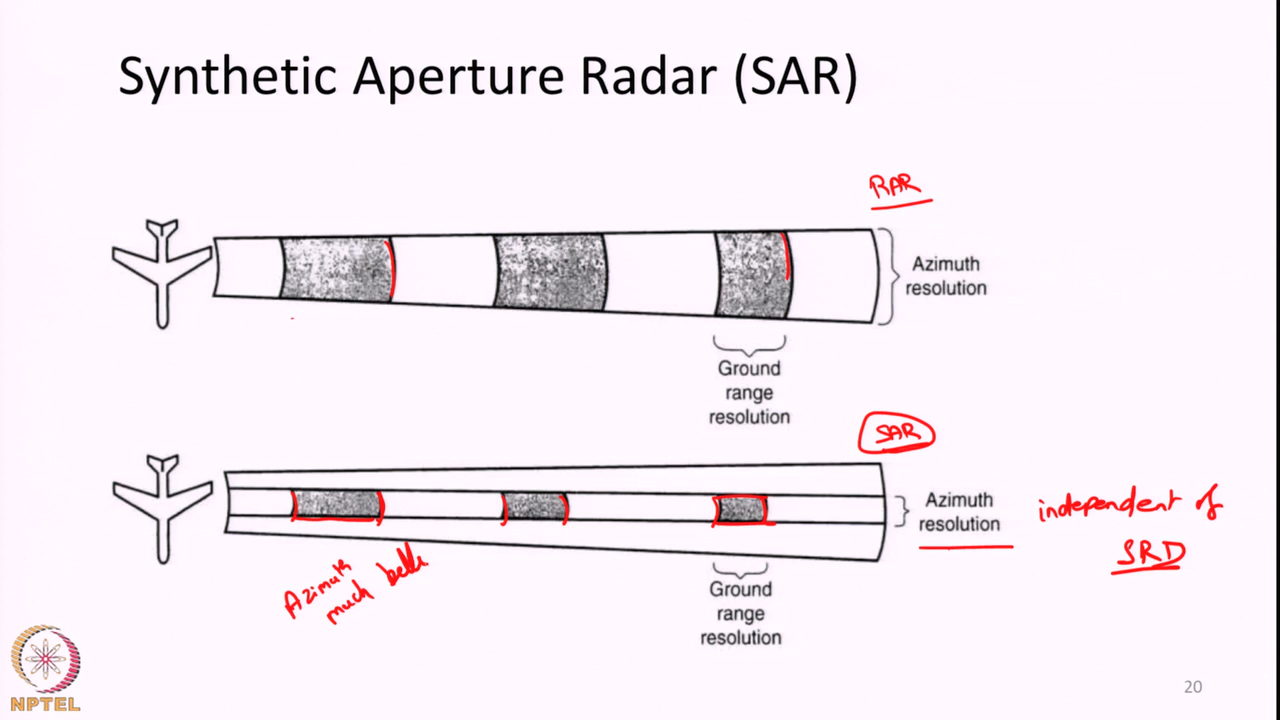 Synthetic Aperture Radar (SAR)
RAR
Azimuth
resolution
Ground
range
resolution
SAR
Azimuth
resolution
independent of
SRD
Azimuth
much
Ground
range
resolution
NPTEL
20